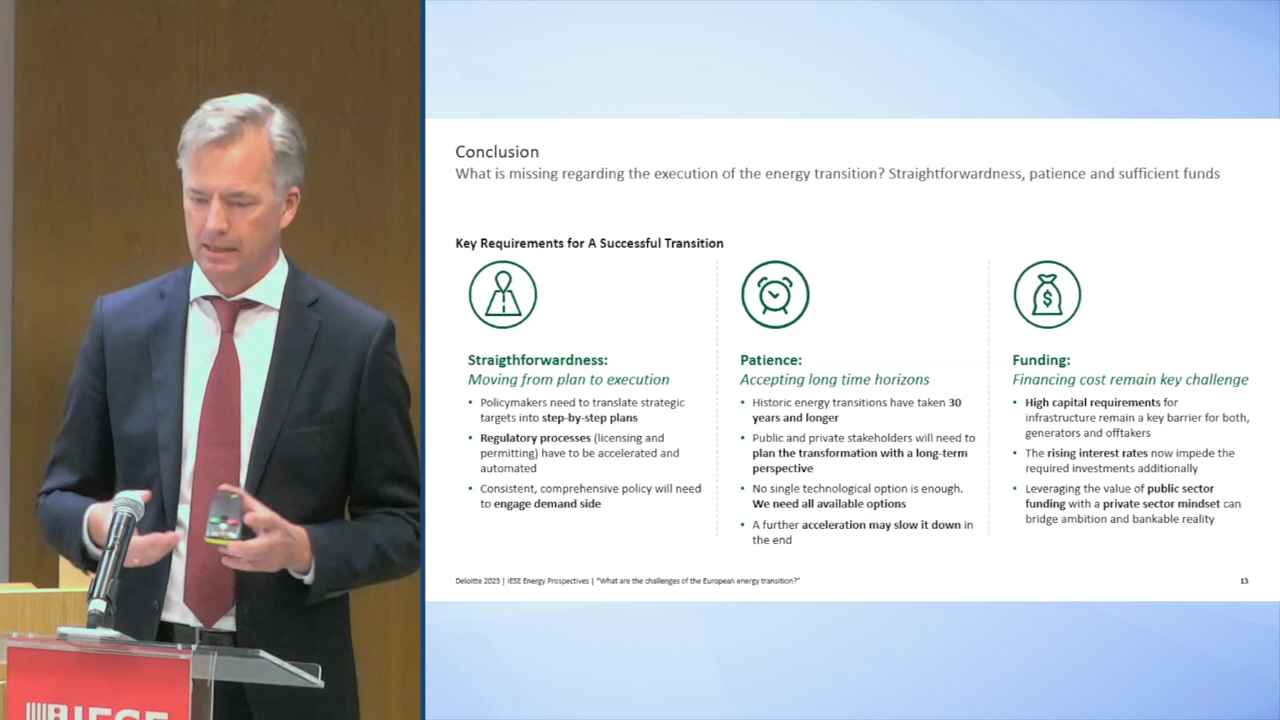 Conclusion
What is missing regarding the execution of the energy transition? Straightforwardness, patience and sufficient funds
Key Requirements for A Successful Transition
Straigthforwardness:
Moving from plan to execution
• Policymakers need to translate strategic
targets into step-by-step plans
• Regulatory processes (licensing and
permitting) have to be accelerated and
automated
• Consistent, comprehensive policy will need
to engage demand side
Patience:
Accepting long time horizons
• Historic energy transitions have taken 30
years and longer
• Public and private stakeholders will need to
plan the transformation with a long-term
perspective
• No single technological option is enough.
We need all available options
• A further acceleration may slow it down in
the end
Funding:
Financing cost remain key challenge
• High capital requirements for
infrastructure remain a key barrier for both,
generators and offtakers
• The rising interest rates now impede the
required investments additionally
• Leveraging the value of public sector
funding with a private sector mindset can
bridge ambition and bankable reality
Deloitte 2023 | IESE Energy Prospectives | "What are the challenges of the European energy transition?"
13
IESE